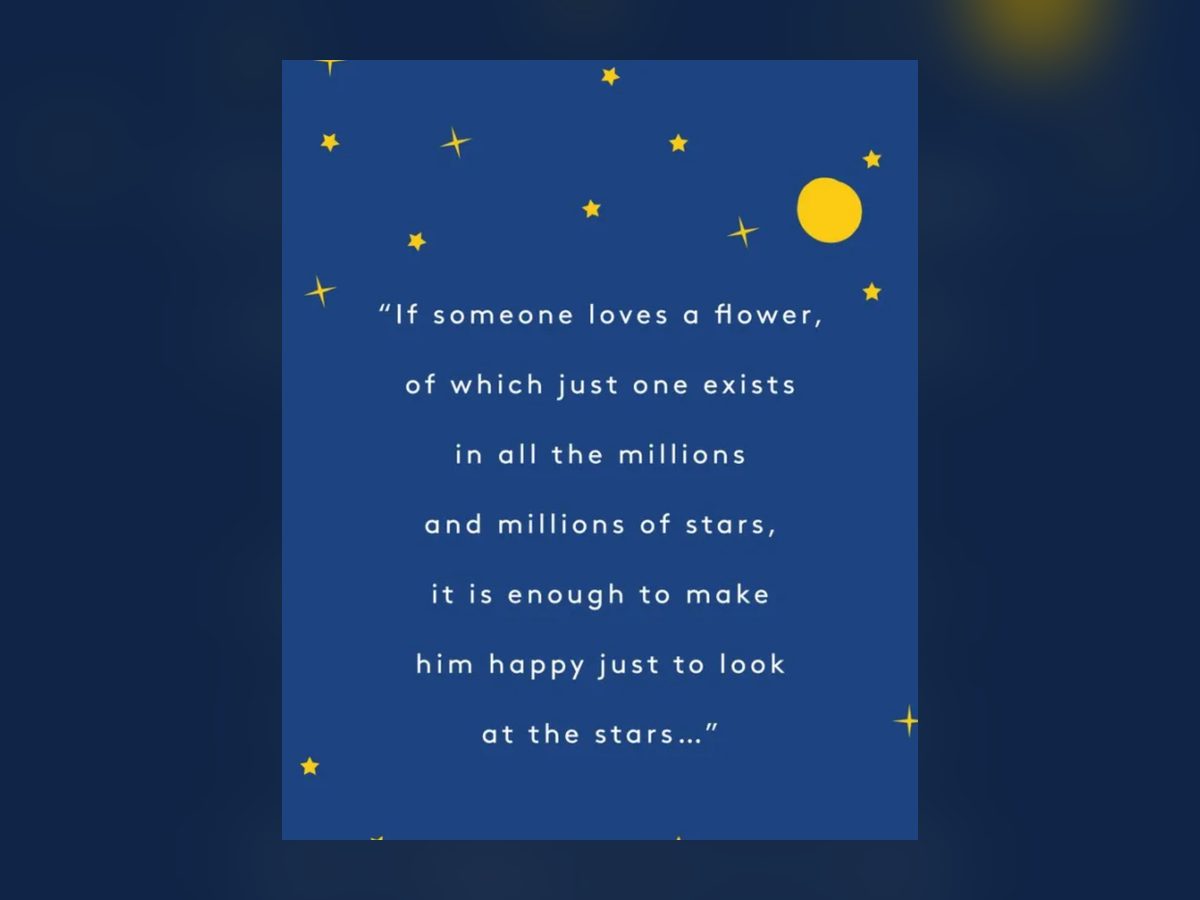 “If someone loves a flower,
of which just one exists
in all the millions
and millions of stars,
it is enough to make
him happy just to look
at the stars...”